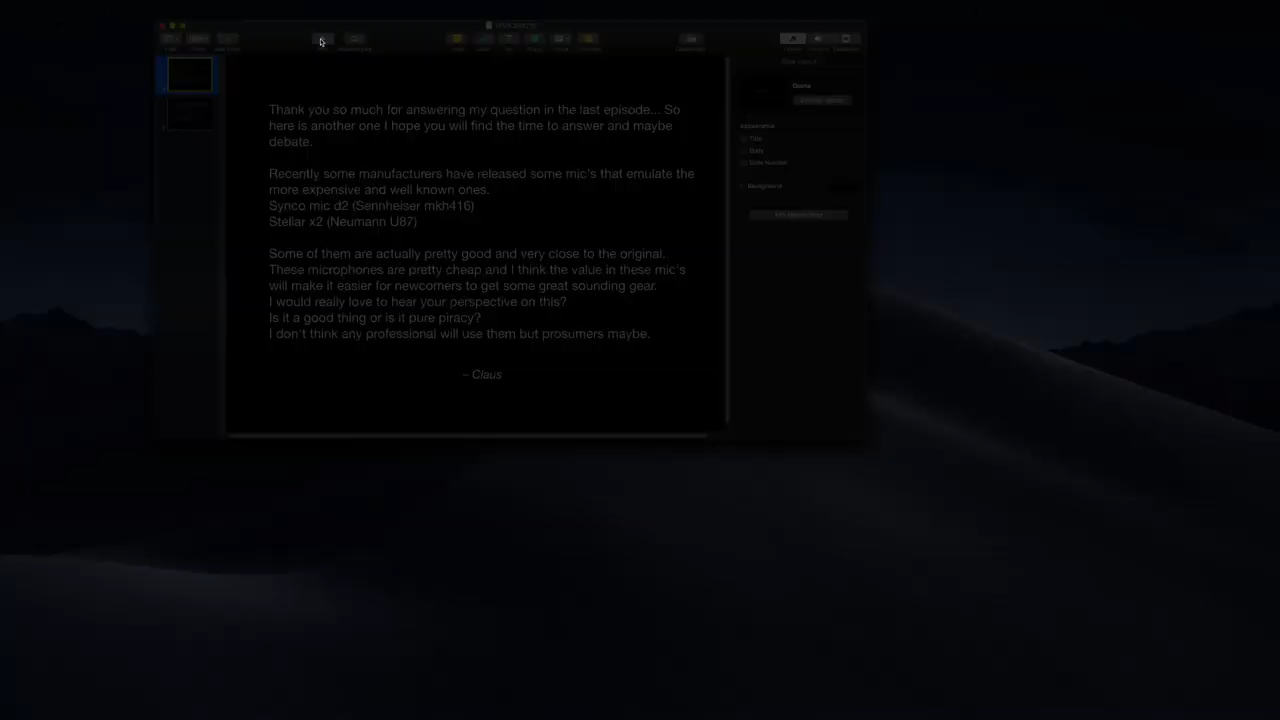 Thank you so much for answering my question in the last episode... So
here is another one I hope you will find the time to answer and maybe
debate.
Recently some manufacturers have released some mic's that emulate the
more expensive and well known ones.
Synco mic d2 (Sennheiser mkh416)
Stellar x2 (Neumann U87)
Some of them are actually pretty good and very close to the original.
These microphones are pretty cheap and I think the value in these mic's
will make it easier for newcomers to get some great sounding gear.
I would really love to hear your perspective on this?
Is it a good thing or is it pure piracy?
I don't think any professional will use them but prosumers maybe.
– Claus
Appearance
Title
Body
Slide Number
Background